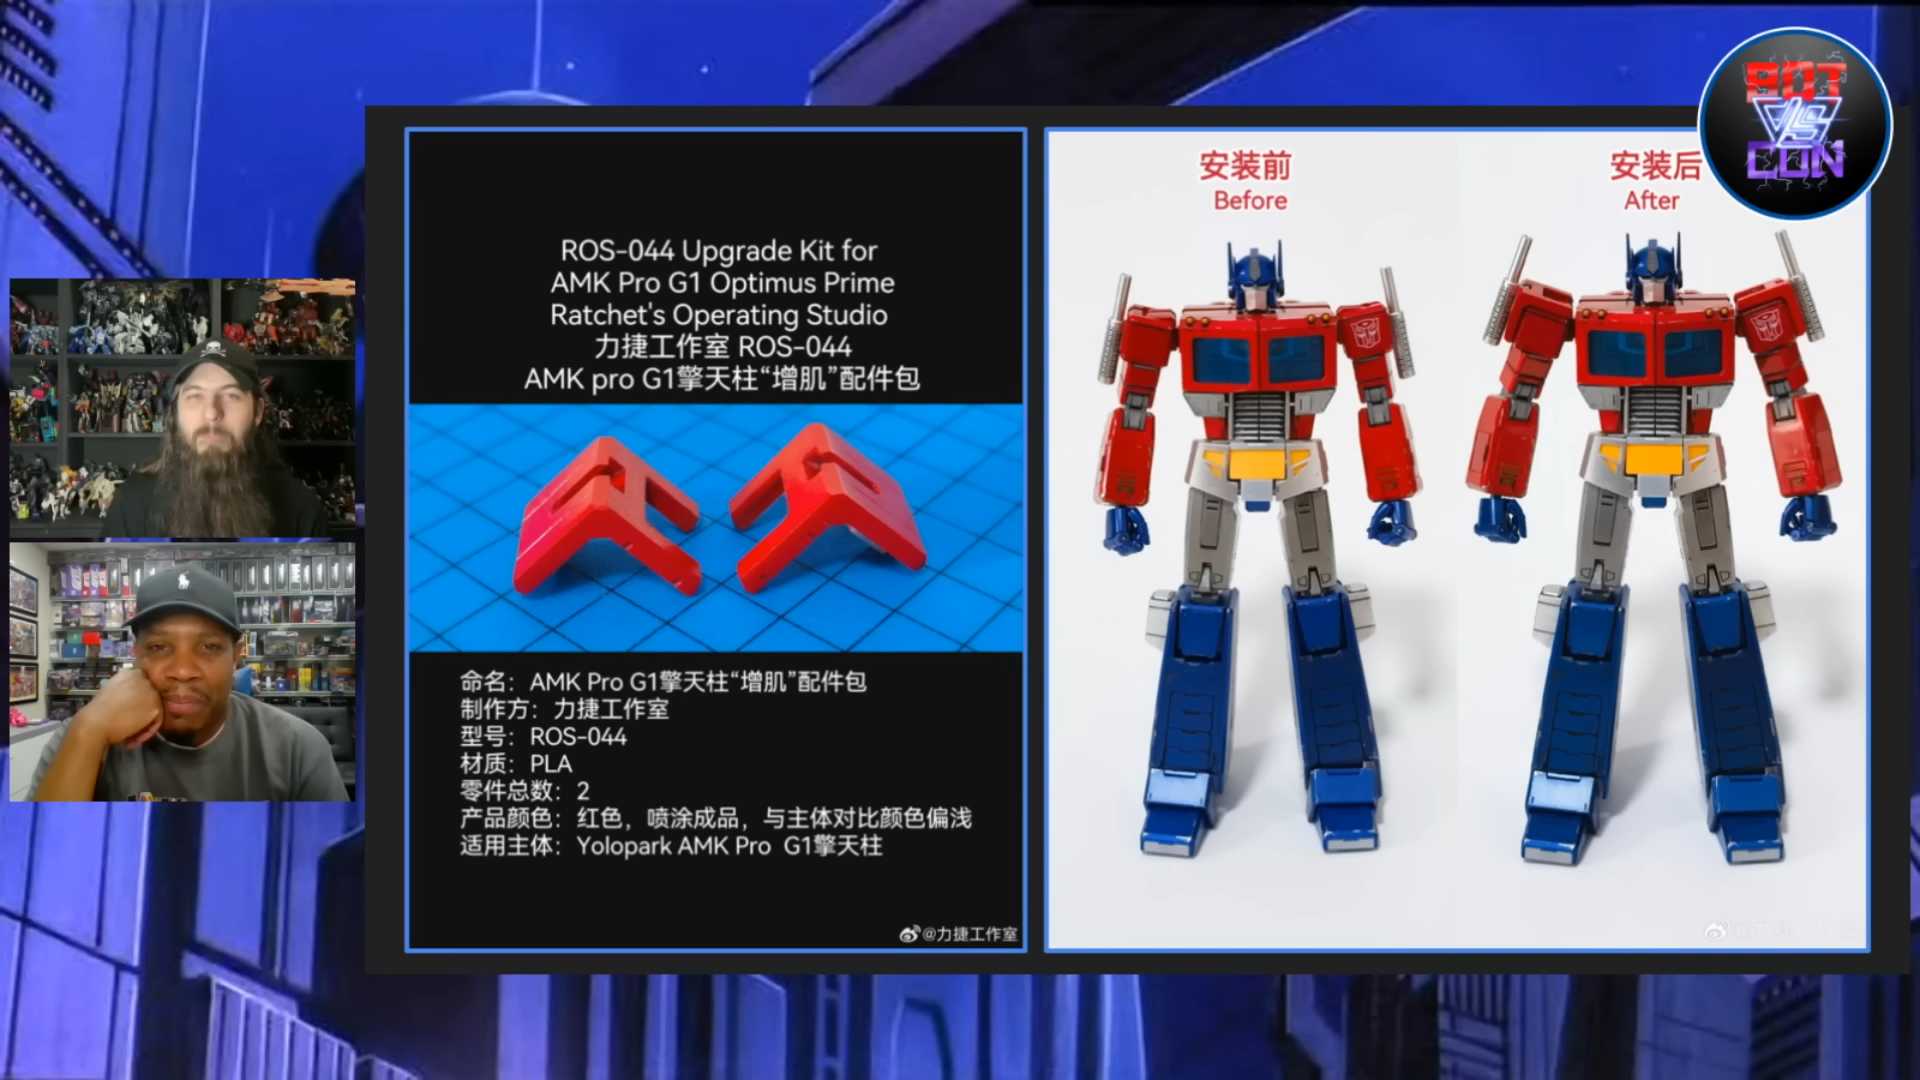 BOT
VS
CON
ROS-044 Upgrade Kit for
AMK Pro G1 Optimus Prime
Ratchet's Operating Studio
力捷工作室 ROS-044
AMK pro G1擎天柱“增肌”配件包
命名：AMK Pro G1擎天柱“增肌”配件包
制作方：力捷工作室
型号：ROS-044
材质：PLA
零件总数：2
产品颜色：红色，喷涂成品，与主体对比颜色偏浅
适用主体：Yolopark AMK Pro G1擎天柱
@力捷工作室
安装前
Before
安装后
After